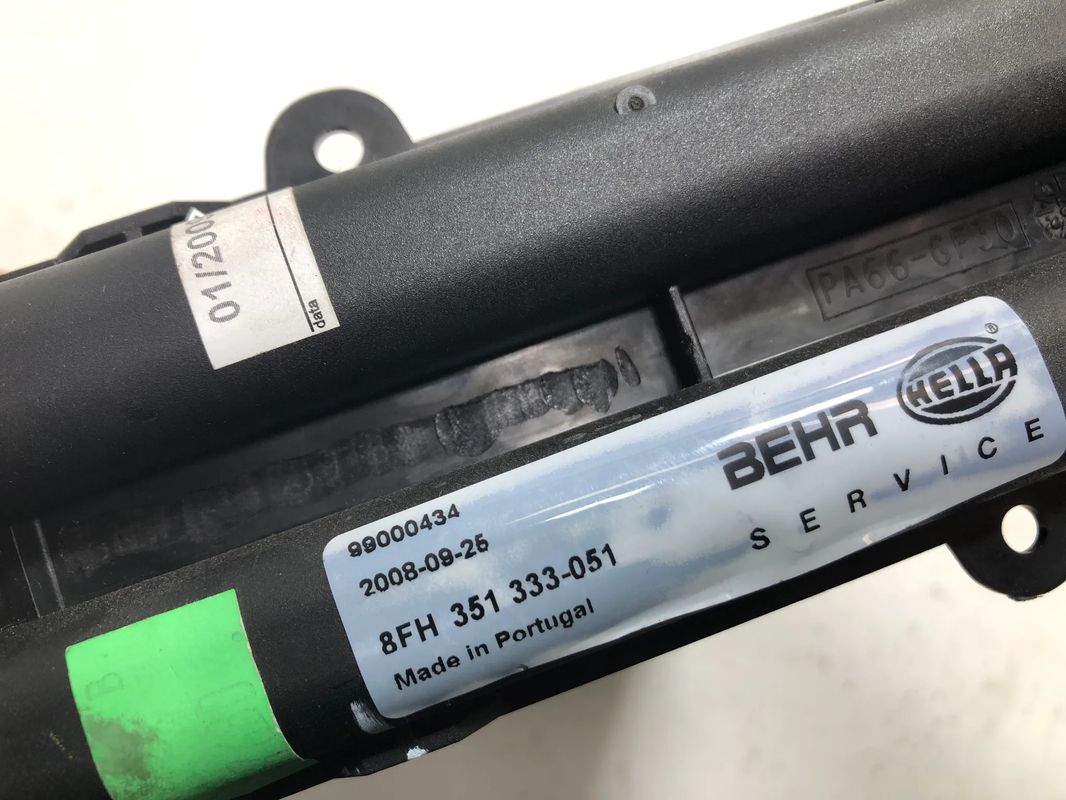 01/200
data
PA66-GF30
BEHR
HELLA
®
SERVICE
99000434
2008-09-25
8FH 351 333-051
Made in Portugal